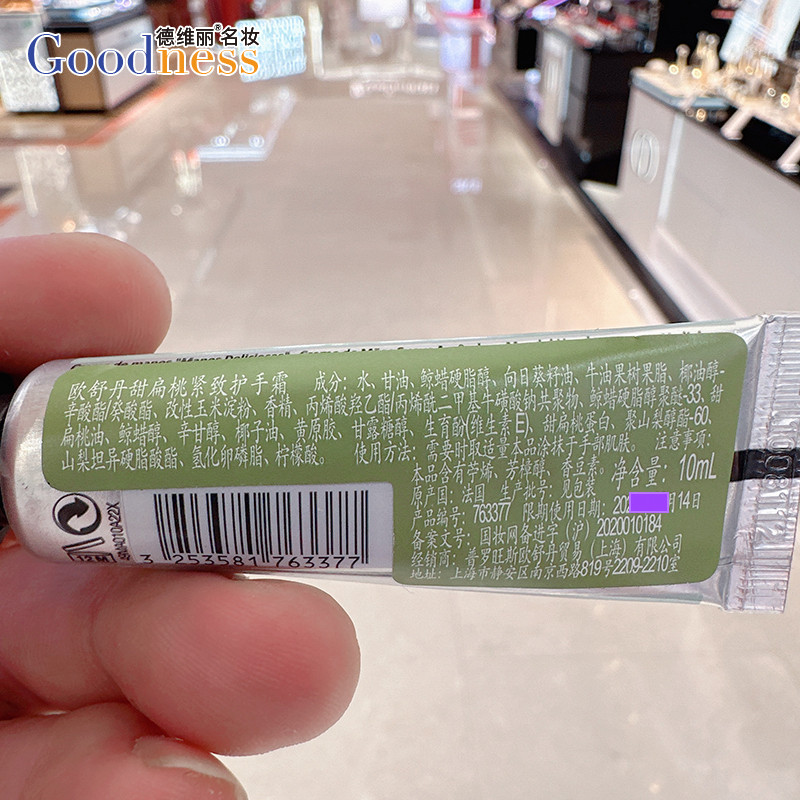 德维丽®名妆
Goodness
欧舒丹甜扁桃紧致护手霜 成分: 水、甘油、鲸蜡硬脂醇、向日葵籽油、牛油果树果脂、椰油醇-
辛酸酯/癸酸酯、改性玉米淀粉、香精、丙烯酸羟乙酯/丙烯酰二甲基牛磺酸钠共聚物、鲸蜡硬脂醇聚醚-33、甜
扁桃油、鲸蜡醇、辛甘醇、椰子油、黄原胶、甘露糖醇、生育酚(维生素E)、甜扁桃蛋白、聚山梨醇酯-60、
山梨坦异硬脂酸酯、氢化卵磷脂、柠檬酸。 使用方法: 需要时取适量本品涂抹于手部肌肤。 注意事项:
本品含有苧烯、芳樟醇、香豆素。 净含量: 10mL
原产国: 法国 生产批号: 见包装
产品编号: 763377 限期使用日期: 月14日
备案文号: 国妆网备进字(沪)2020010184
经销商: 普罗旺斯欧舒丹贸易(上海)有限公司
地址: 上海市静安区南京西路819号2209-2210室
12M
3 253581 763377